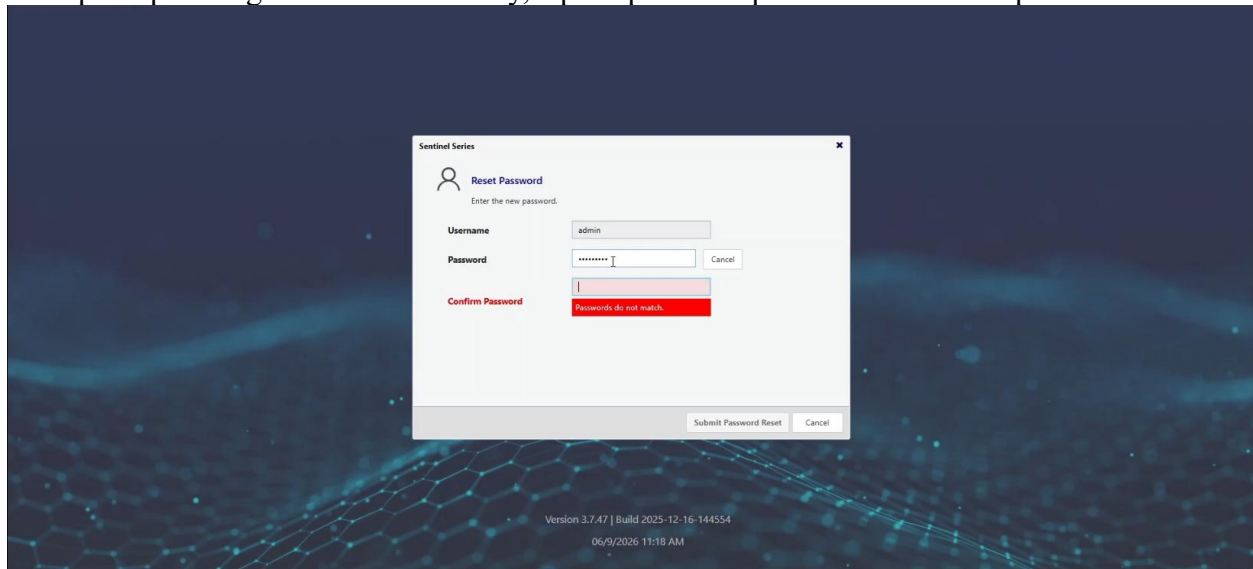 Sentinel Series
Reset Password
Enter the new password.
Username admin
Password ••••••••• Cancel
Confirm Password
Passwords do not match.
Submit Password Reset Cancel
Version 3.7.47 | Build 2025-12-16-144554
06/9/2026 11:18 AM